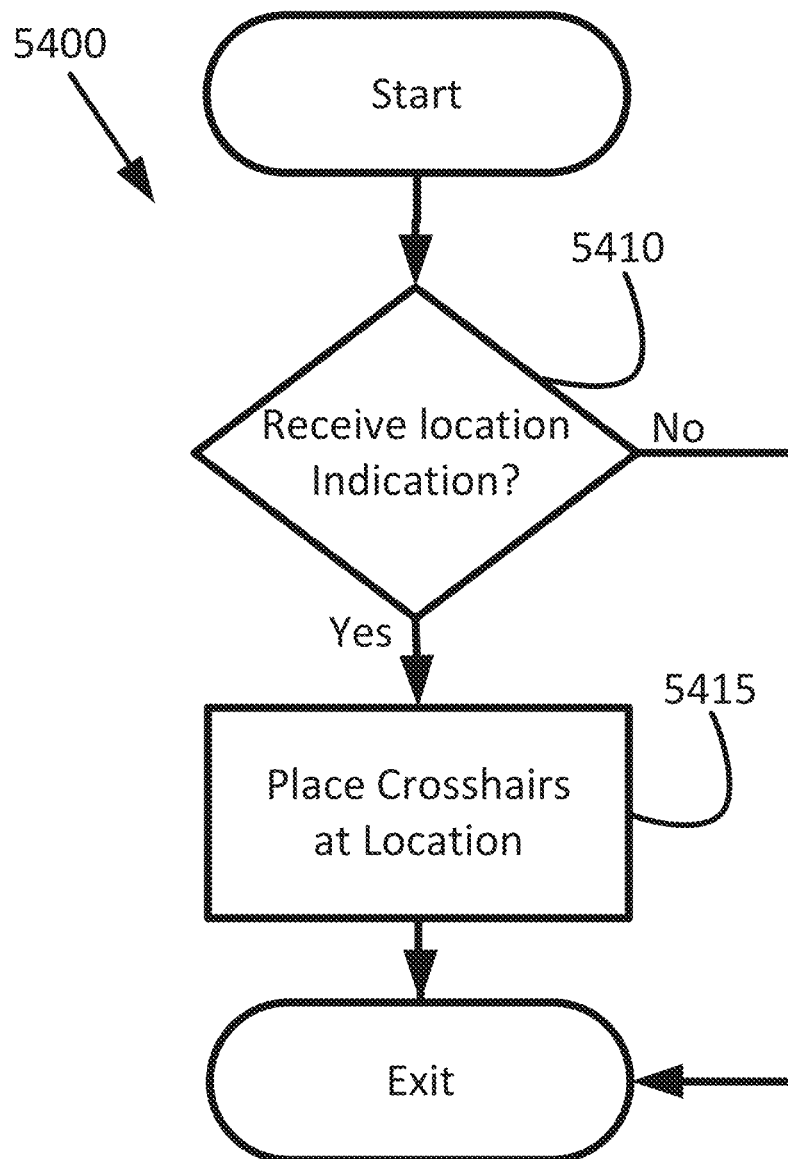 5400
Start
5410
Receive location
Indication?
No
Yes
5415
Place Crosshairs
at Location
Exit